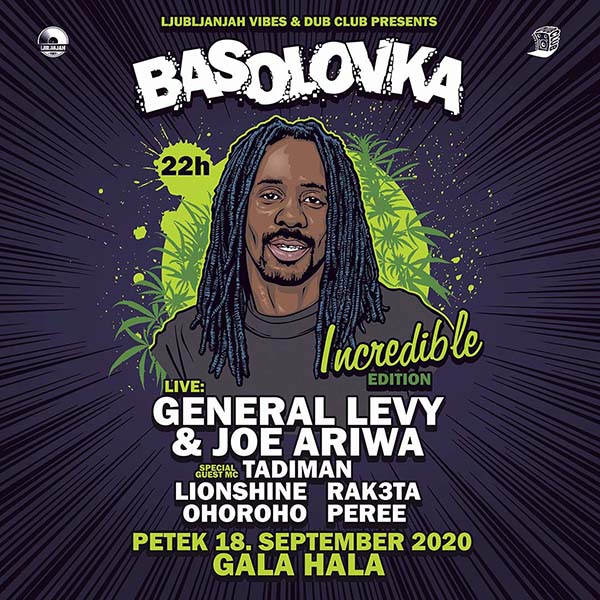 LJUBLJANJAH VIBES & DUB CLUB PRESENTS
LJUBLJANJAH
BASOLOVKA
22h
Incredible
EDITION
LIVE:
GENERAL LEVY
& JOE ARIWA
SPECIAL GUEST MC TADIMAN
LIONSHINE RAK3TA
OHOROHO PEREE
PETEK 18. SEPTEMBER 2020
GALA HALA